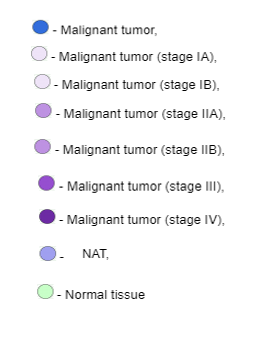 - Malignant tumor,
- Malignant tumor (stage IA),
- Malignant tumor (stage IB),
- Malignant tumor (stage IIA),
- Malignant tumor (stage IIB),
- Malignant tumor (stage III),
- Malignant tumor (stage IV),
- NAT,
- Normal tissue